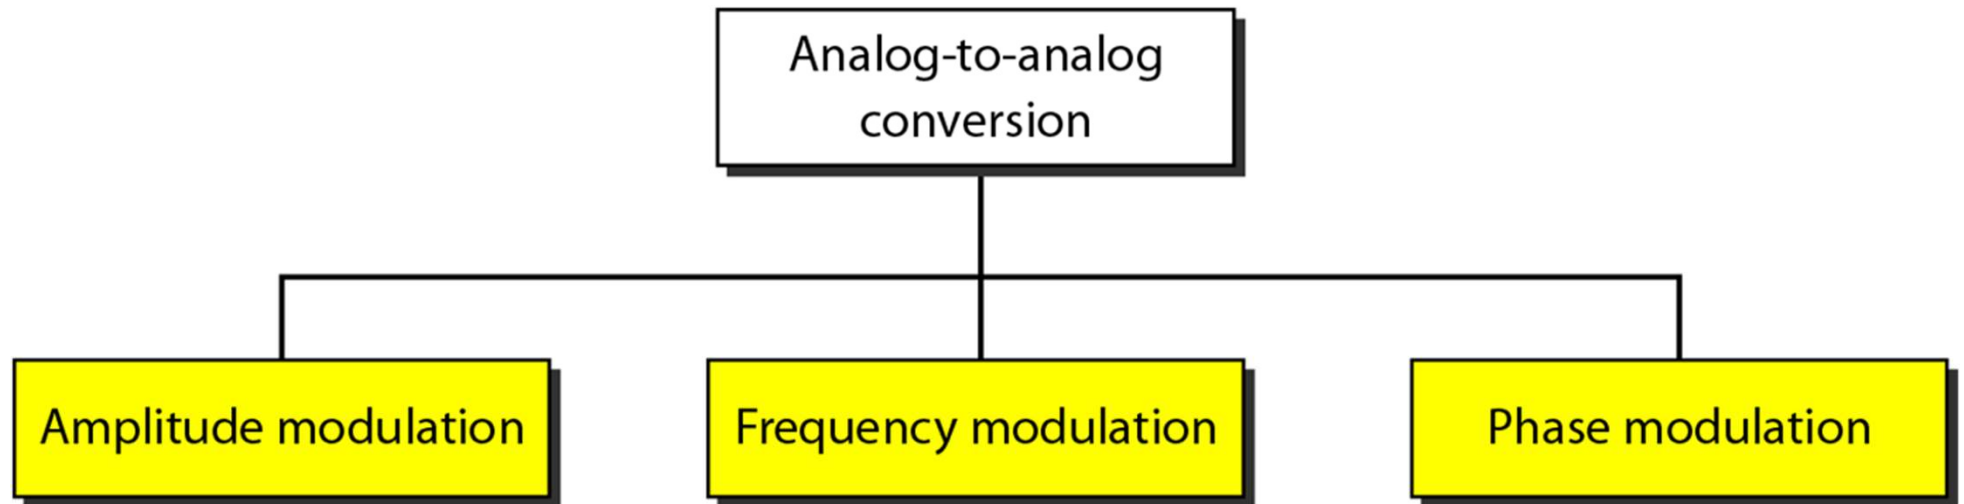 Analog-to-analog
conversion
Amplitude modulation
Frequency modulation
Phase modulation